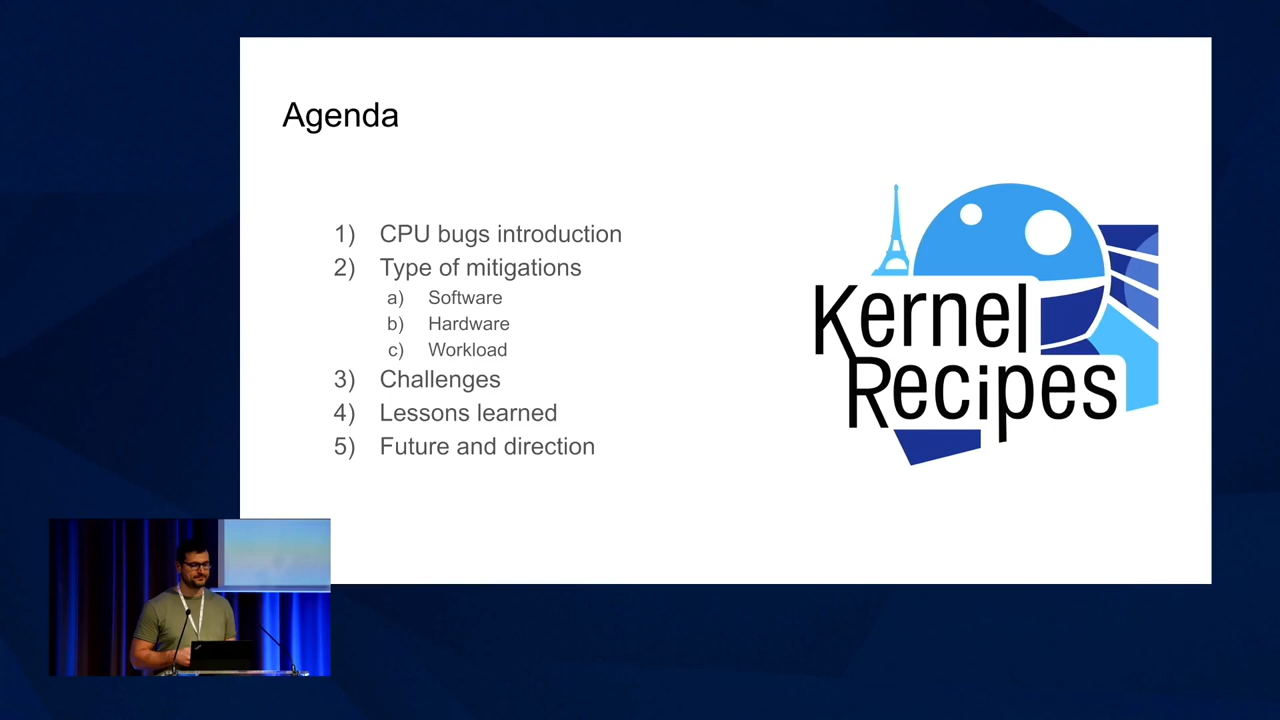 Agenda
1) CPU bugs introduction
2) Type of mitigations
a) Software
b) Hardware
c) Workload
3) Challenges
4) Lessons learned
5) Future and direction
Kernel
Recipes